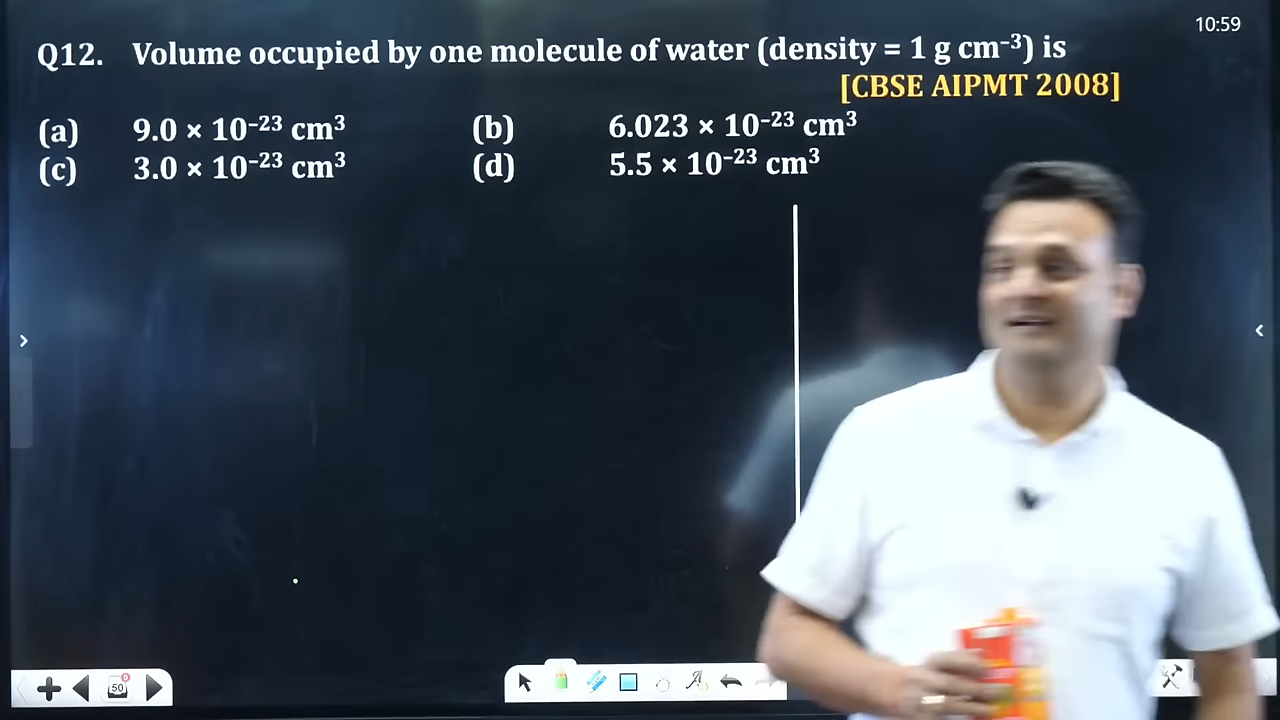 10:59
Q12. Volume occupied by one molecule of water (density = 1 g cm⁻³) is
[CBSE AIPMT 2008]
(a) 9.0 × 10⁻²³ cm³ (b) 6.023 × 10⁻²³ cm³
(c) 3.0 × 10⁻²³ cm³ (d) 5.5 × 10⁻²³ cm³
50